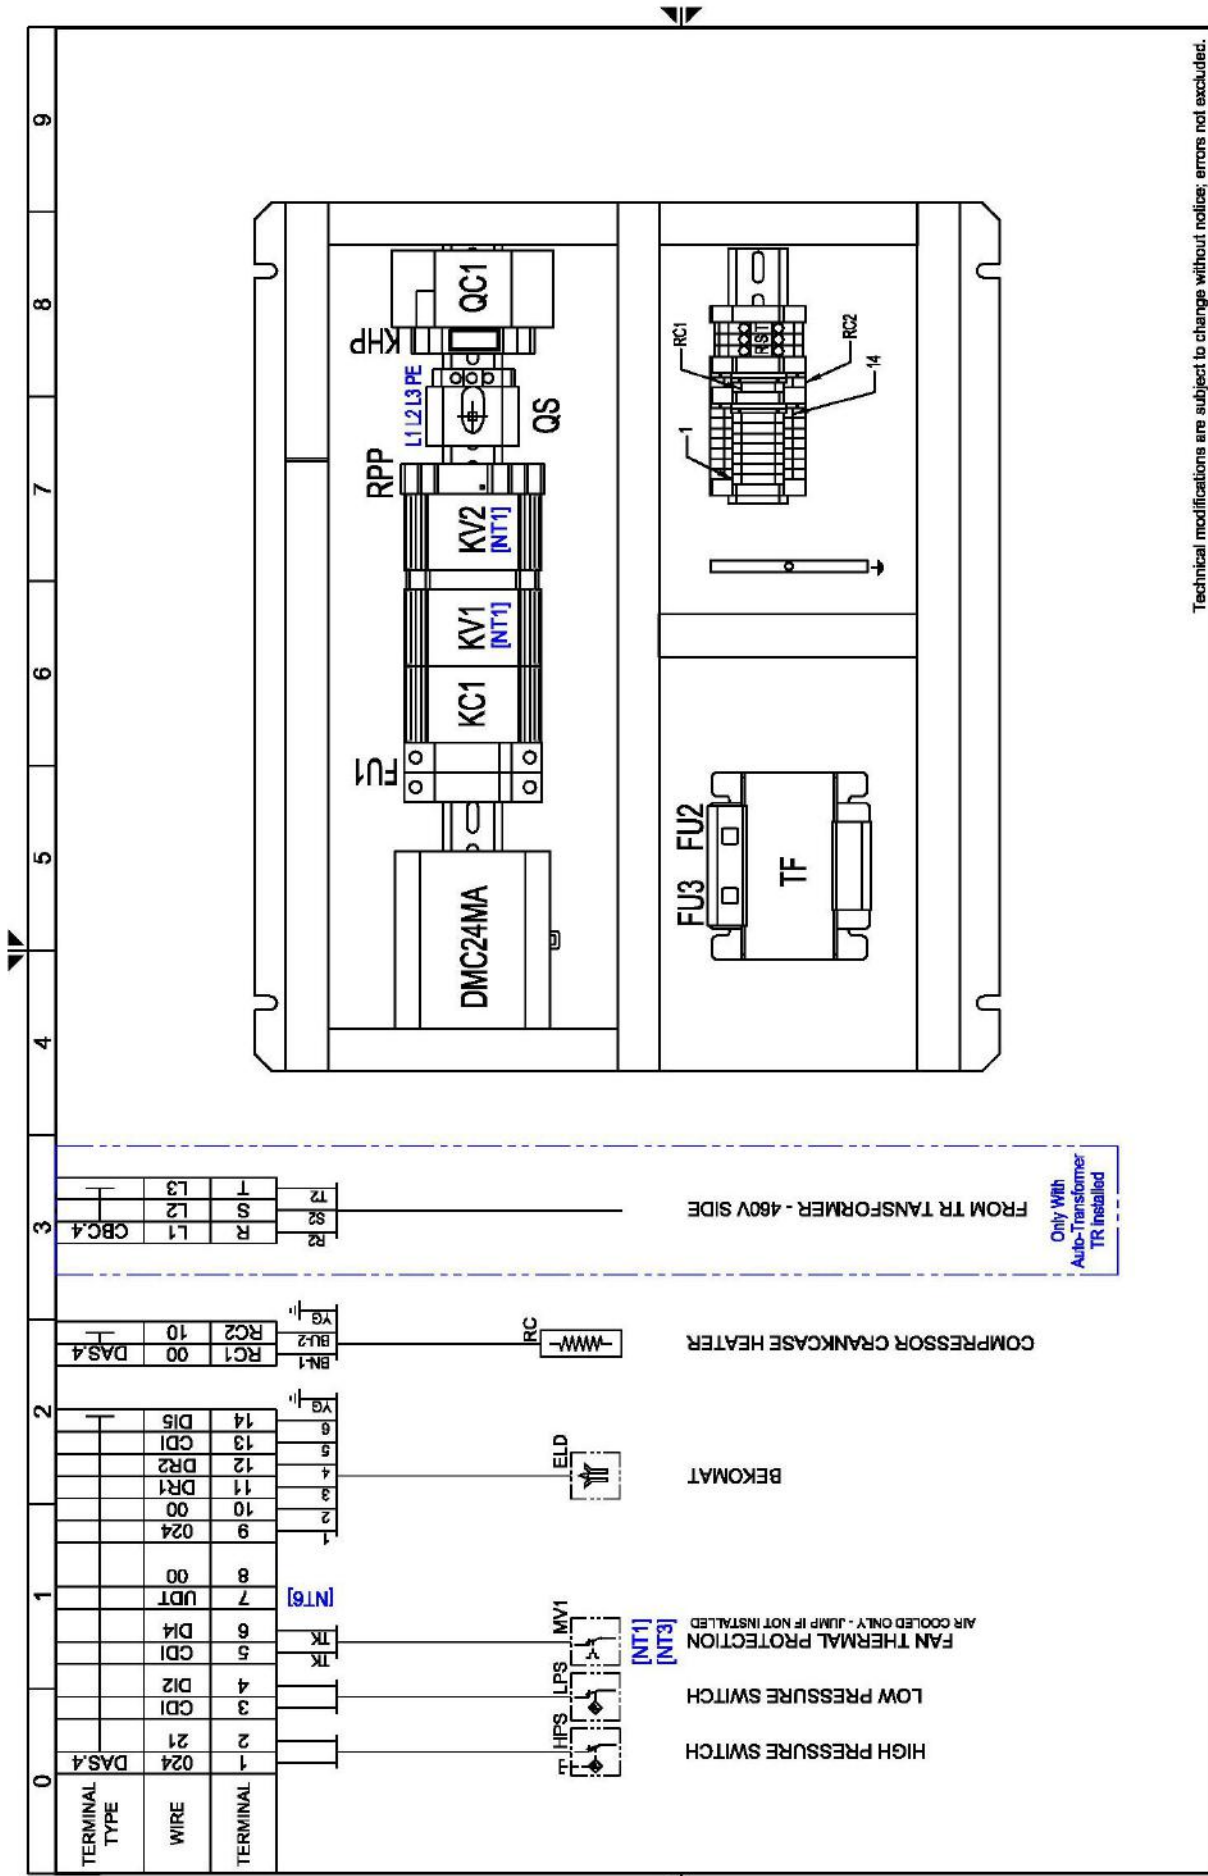 0 1 2 3 4 5 6 7 8 9
TERMINAL
TYPE
DAS.4
DAS.4
CBC.4
WIRE
024 21 CDI DI2 CDI DI4 UDT 00 024 00 DR1 DR2 CDI DI5
00 10
L1 L2 L3
TERMINAL
1 2 3 4 5 6 7 8 9 10 11 12 13 14
RC1 RC2
R S T
TK TK
[NT6]
1 2 3 4 5 6 YG
BN-1 BU-2 YG
R2 S2 T2
HPS
LPS
MV1
ELD
RC
[NT1]
[NT3]
HIGH PRESSURE SWITCH
LOW PRESSURE SWITCH
FAN THERMAL PROTECTION
AIR COOLED ONLY - JUMP IF NOT INSTALLED
BEKOMAT
COMPRESSOR CRANKCASE HEATER
FROM TR TANSFORMER - 460V SIDE
Only With
Auto-Transformer
TR installed
DMC24MA
FU1
KC1
KV1
[NT1]
KV2
[NT1]
RPP
L1 L2 L3 PE
QS
KHP
QC1
FU3 FU2
TF
1
RC1
R S T
14
RC2
Technical modifications are subject to change without notice; errors not excluded.